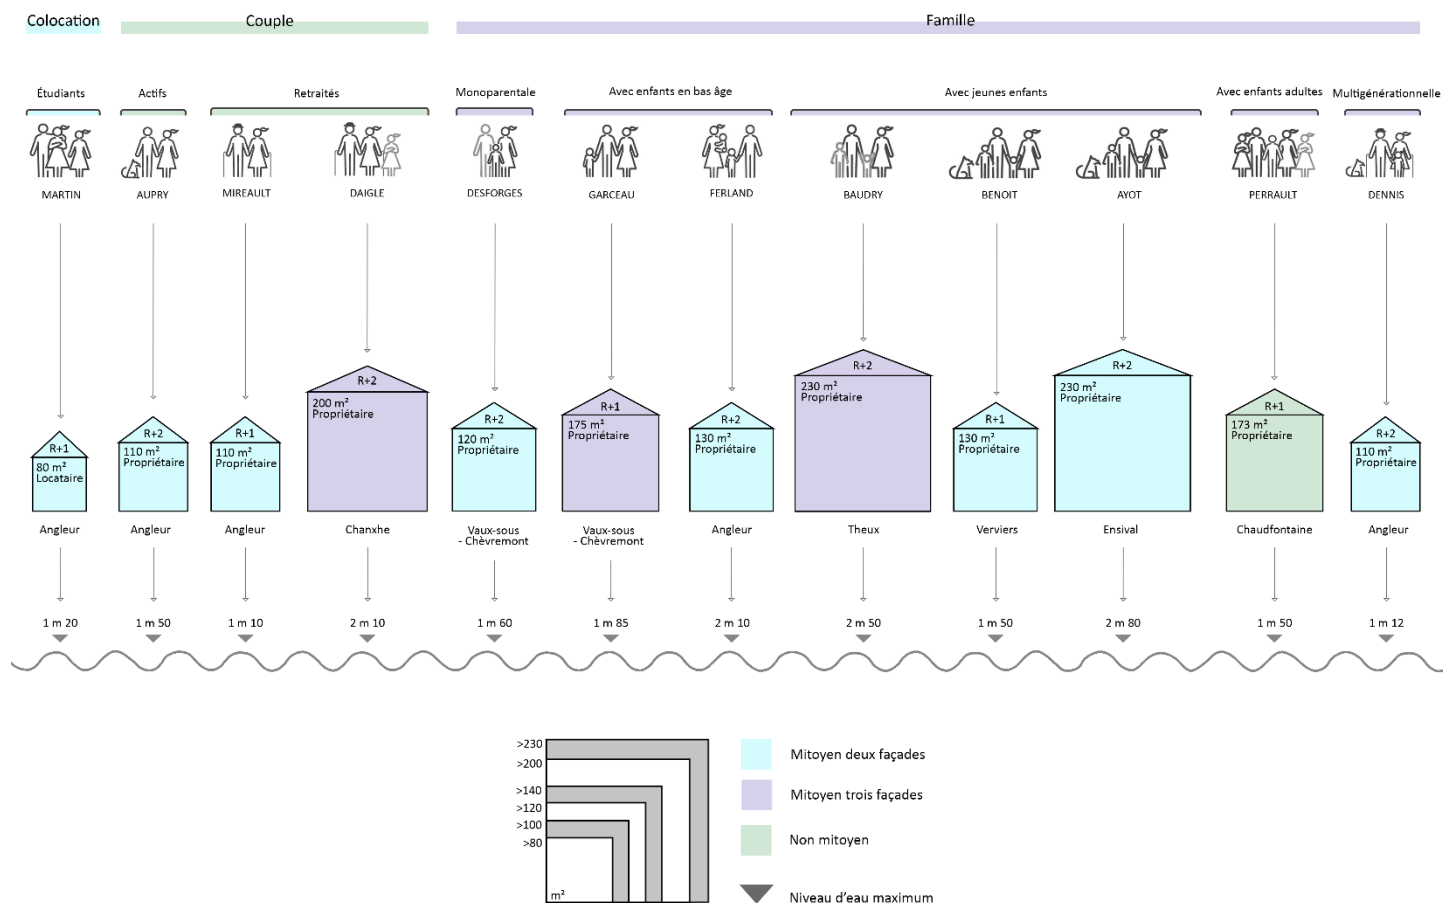 Colocation
Couple
Famille
Étudiants
Actifs
Retraités
Monoparentale
Avec enfants en bas âge
Avec jeunes enfants
Avec enfants adultes
Multigénérationnelle
MARTIN
AUPRY
MIREAULT
DAIGLE
DESFORGES
GARCEAU
FERLAND
BAUDRY
BENOIT
AYOT
PERRAULT
DENNIS
R+1
80 m²
Locataire
R+2
110 m²
Propriétaire
R+1
110 m²
Propriétaire
R+2
200 m²
Propriétaire
R+2
120 m²
Propriétaire
R+1
175 m²
Propriétaire
R+2
130 m²
Propriétaire
R+2
230 m²
Propriétaire
R+1
130 m²
Propriétaire
R+2
230 m²
Propriétaire
R+1
173 m²
Propriétaire
R+2
110 m²
Propriétaire
Angleur
Angleur
Angleur
Chanxhe
Vaux-sous
- Chèvremont
Vaux-sous
- Chèvremont
Angleur
Theux
Verviers
Ensival
Chaudfontaine
Angleur
1 m 20
1 m 50
1 m 10
2 m 10
1 m 60
1 m 85
2 m 10
2 m 50
1 m 50
2 m 80
1 m 50
1 m 12
>230
>200
>140
>120
>100
>80
m²
Mitoyen deux façades
Mitoyen trois façades
Non mitoyen
Niveau d'eau maximum